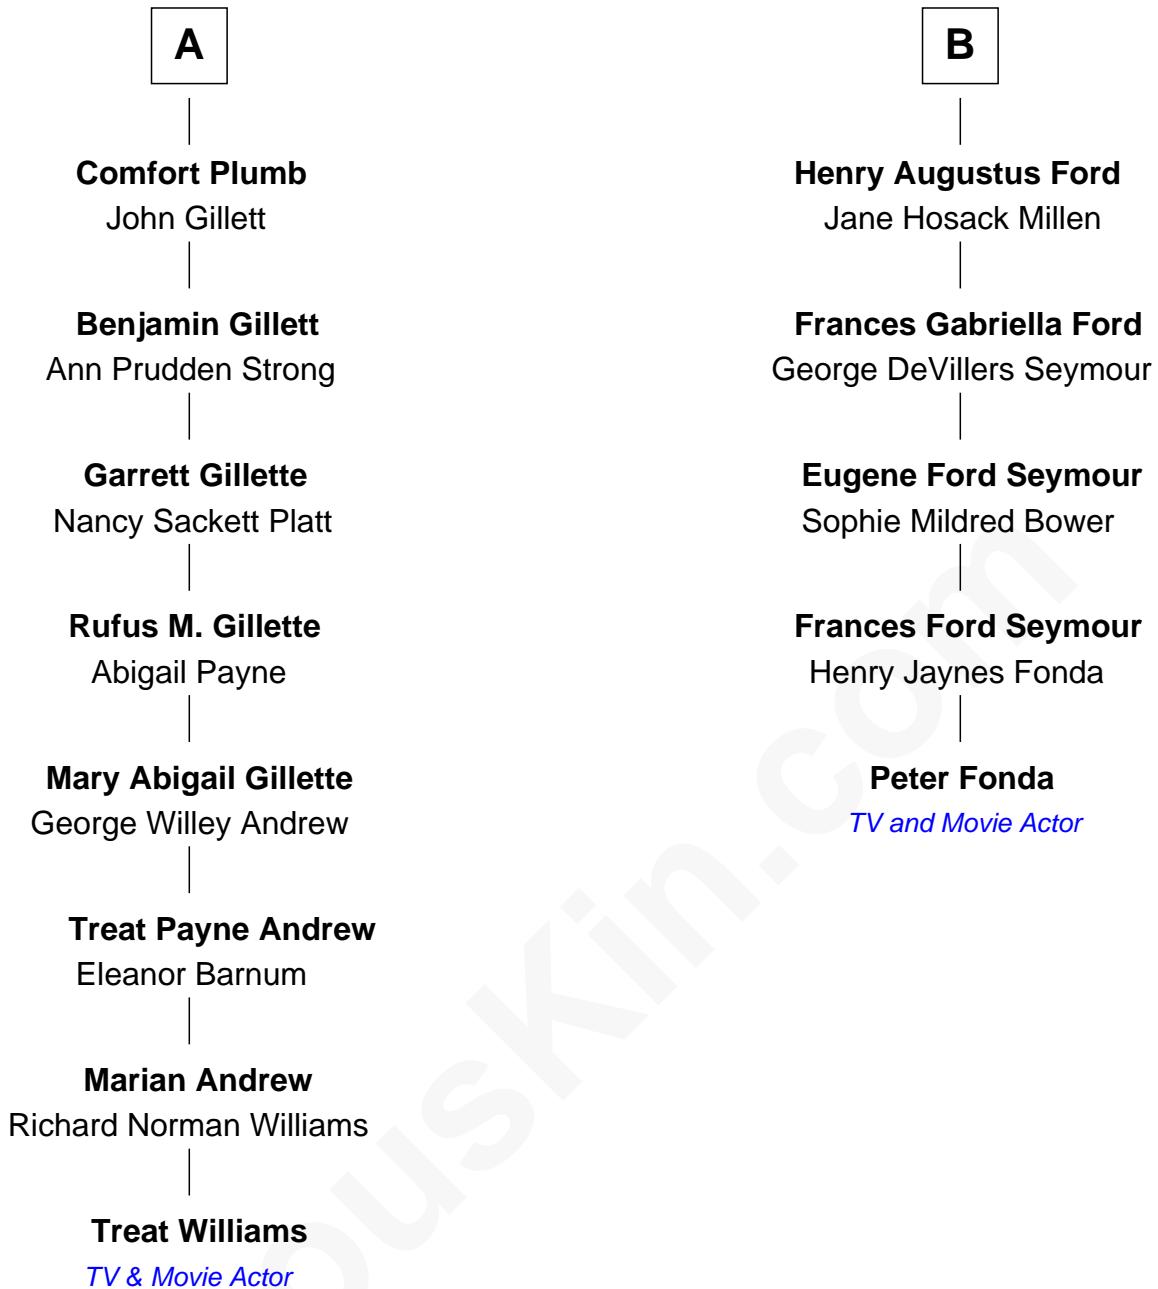 A
Comfort Plumb
John Gillett
Benjamin Gillett
Ann Prudden Strong
Garrett Gillette
Nancy Sackett Platt
Rufus M. Gillette
Abigail Payne
Mary Abigail Gillette
George Willey Andrew
Treat Payne Andrew
Eleanor Barnum
Marian Andrew
Richard Norman Williams
Treat Williams
TV & Movie Actor
B
Henry Augustus Ford
Jane Hosack Millen
Frances Gabriella Ford
George DeVillers Seymour
Eugene Ford Seymour
Sophie Mildred Bower
Frances Ford Seymour
Henry Jaynes Fonda
Peter Fonda
TV and Movie Actor
ousKin.com